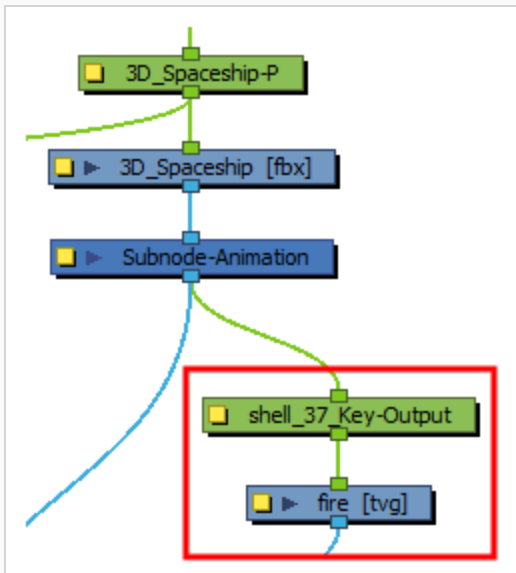 3D_Spaceship-P
3D_Spaceship [fbx]
Subnode-Animation
shell_37_Key-Output
fire [tvg]